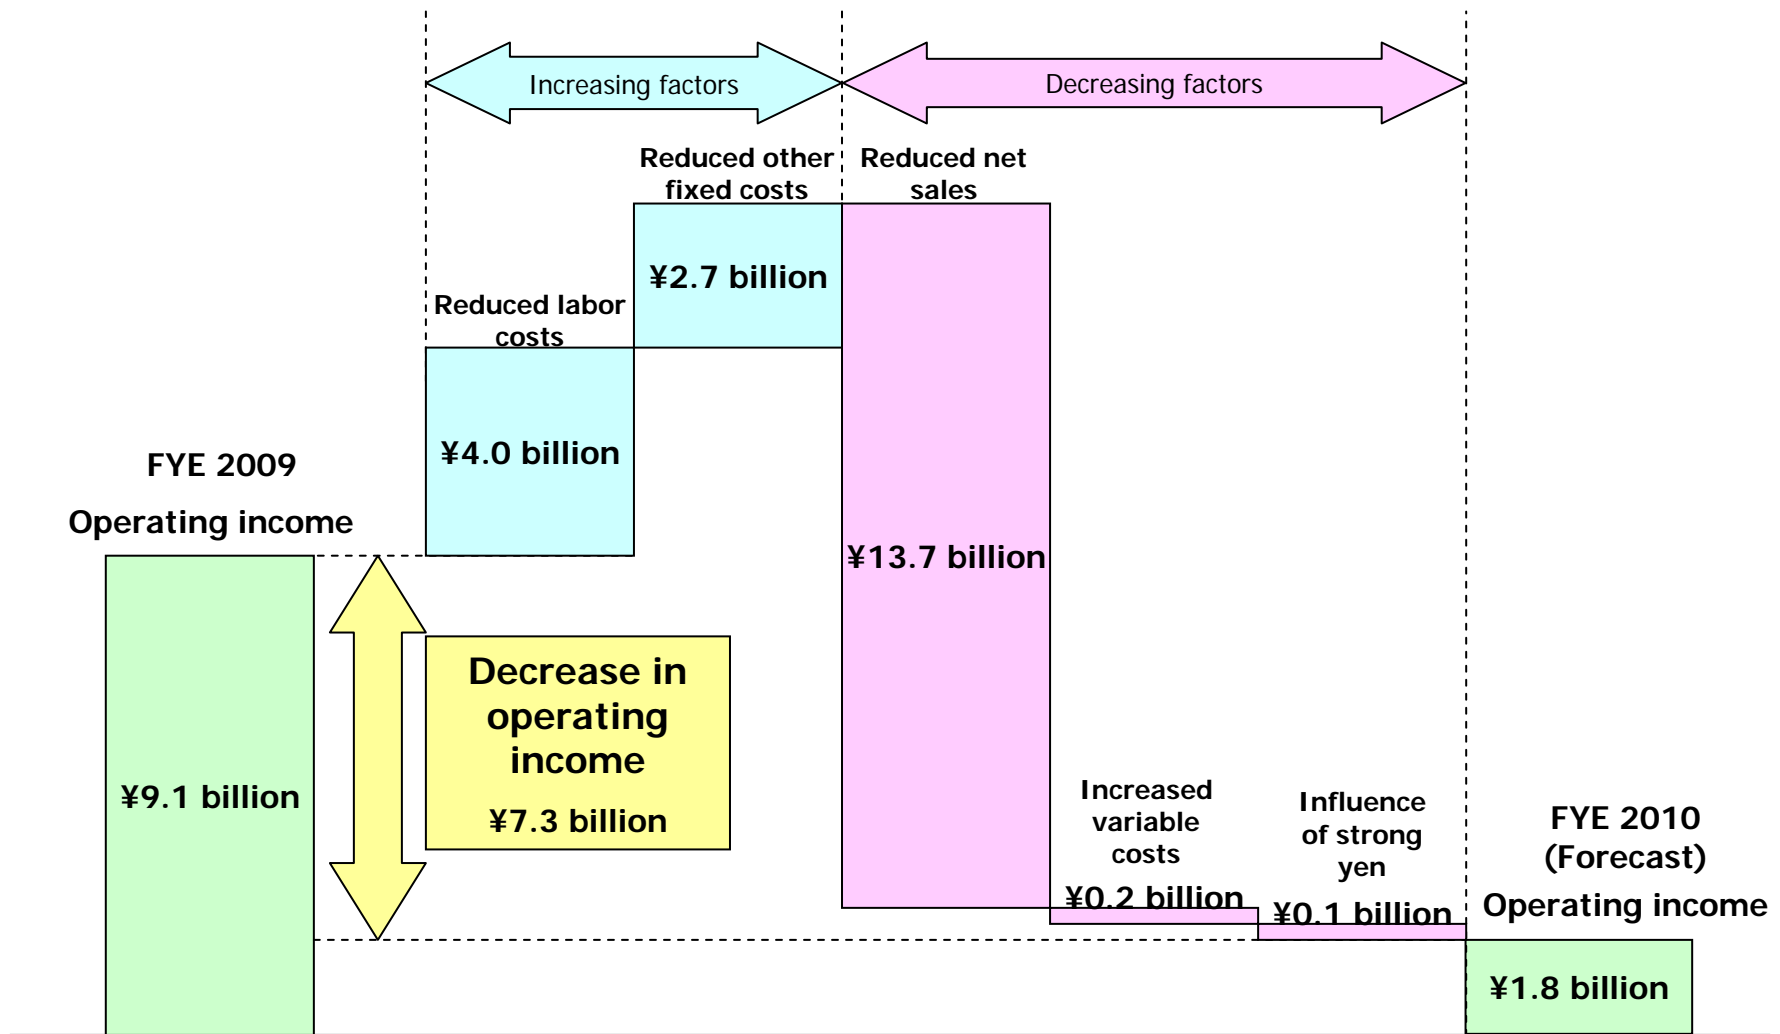 Increasing factors
Decreasing factors
Reduced other
fixed costs
Reduced net
sales
¥2.7 billion
Reduced labor
costs
¥4.0 billion
FYE 2009
Operating income
¥13.7 billion
Decrease in
operating
income
¥7.3 billion
¥9.1 billion
Increased
variable
costs
¥0.2 billion
Influence
of strong
yen
¥0.1 billion
FYE 2010
(Forecast)
Operating income
¥1.8 billion